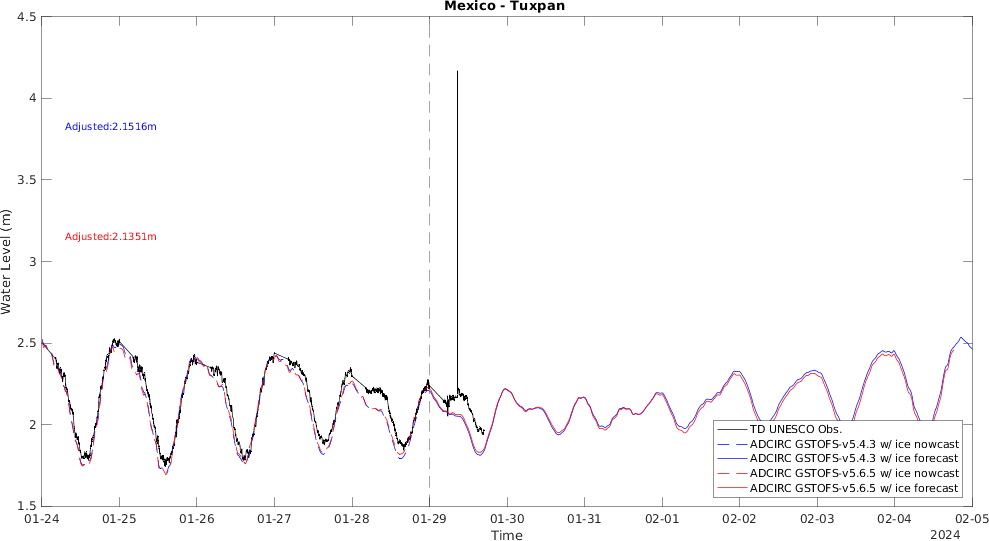 Mexico - Tuxpan
4.5
4
3.5
3
2.5
2
1.5
Water Level (m)
Adjusted:2.1516m
Adjusted:2.1351m
TD UNESCO Obs.
ADCIRC GSTOFS-v5.4.3 w/ ice nowcast
ADCIRC GSTOFS-v5.4.3 w/ ice forecast
ADCIRC GSTOFS-v5.6.5 w/ ice nowcast
ADCIRC GSTOFS-v5.6.5 w/ ice forecast
01-24 01-25 01-26 01-27 01-28 01-29 01-30 01-31 02-01 02-02 02-03 02-04 02-05
Time
2024